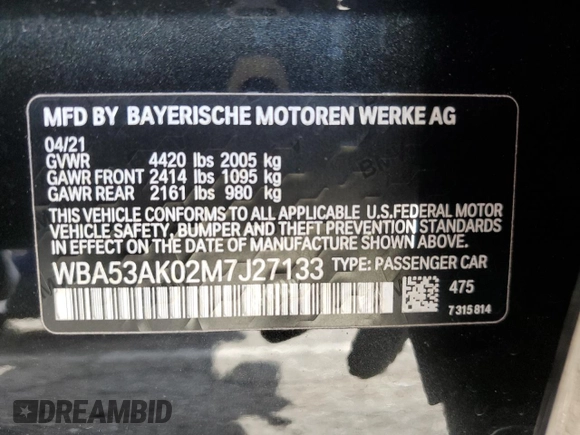 MFD BY BAYERISCHE MOTOREN WERKE AG
04/21
GVWR 4420 lbs 2005 kg
GAWR FRONT 2414 lbs 1095 kg
GAWR REAR 2161 lbs 980 kg
THIS VEHICLE CONFORMS TO ALL APPLICABLE U.S.FEDERAL MOTOR
VEHICLE SAFETY, BUMPER AND THEFT PREVENTION STANDARDS
IN EFFECT ON THE DATE OF MANUFACTURE SHOWN ABOVE.
WBA53AK02M7J27133 TYPE: PASSENGER CAR
475
7315814
DREAMBID